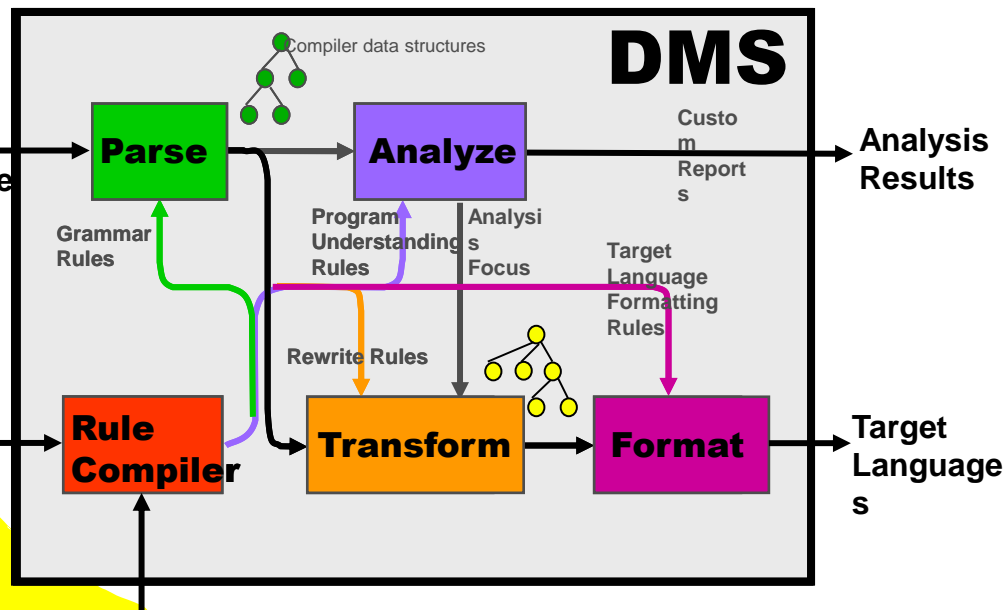 Compiler data structures
DMS
Parse
Analyze
Custo
m
Report
s
Analysis
Results
e
Grammar
Rules
Program
Understanding
Rules
Analysi
s
Focus
Target
Language
Formatting
Rules
Rewrite Rules
Rule
Compiler
Transform
Format
Target
Language
s